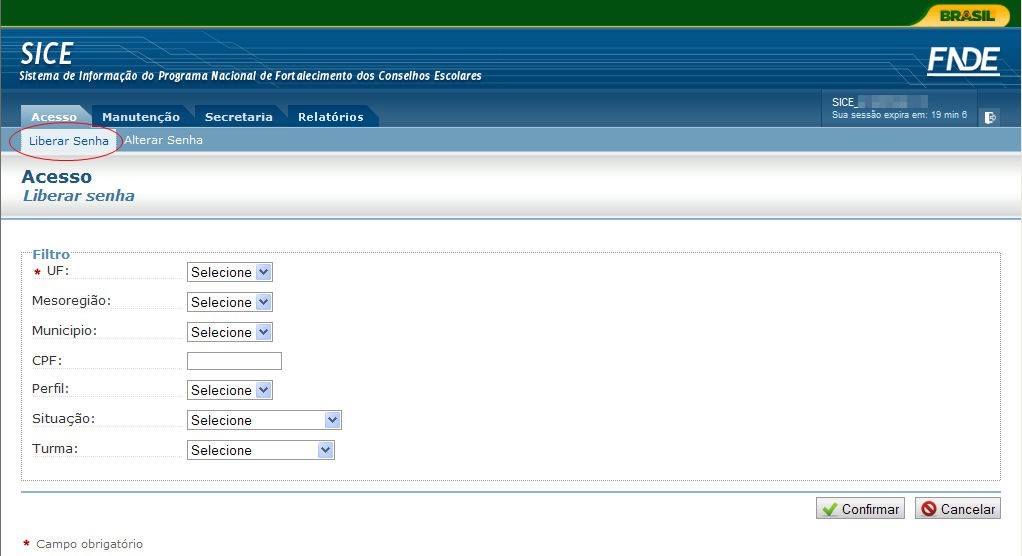 BRASIL
SICE
Sistema de Informação do Programa Nacional de Fortalecimento dos Conselhos Escolares
FNDE
SICE_
Sua sessão expira em: 19 min 6
Acesso Manutenção Secretaria Relatórios
Liberar Senha Alterar Senha
Acesso
Liberar senha
Filtro
* UF: Selecione
Mesoregião: Selecione
Municipio: Selecione
CPF:
Perfil: Selecione
Situação: Selecione
Turma: Selecione
Confirmar Cancelar
* Campo obrigatório